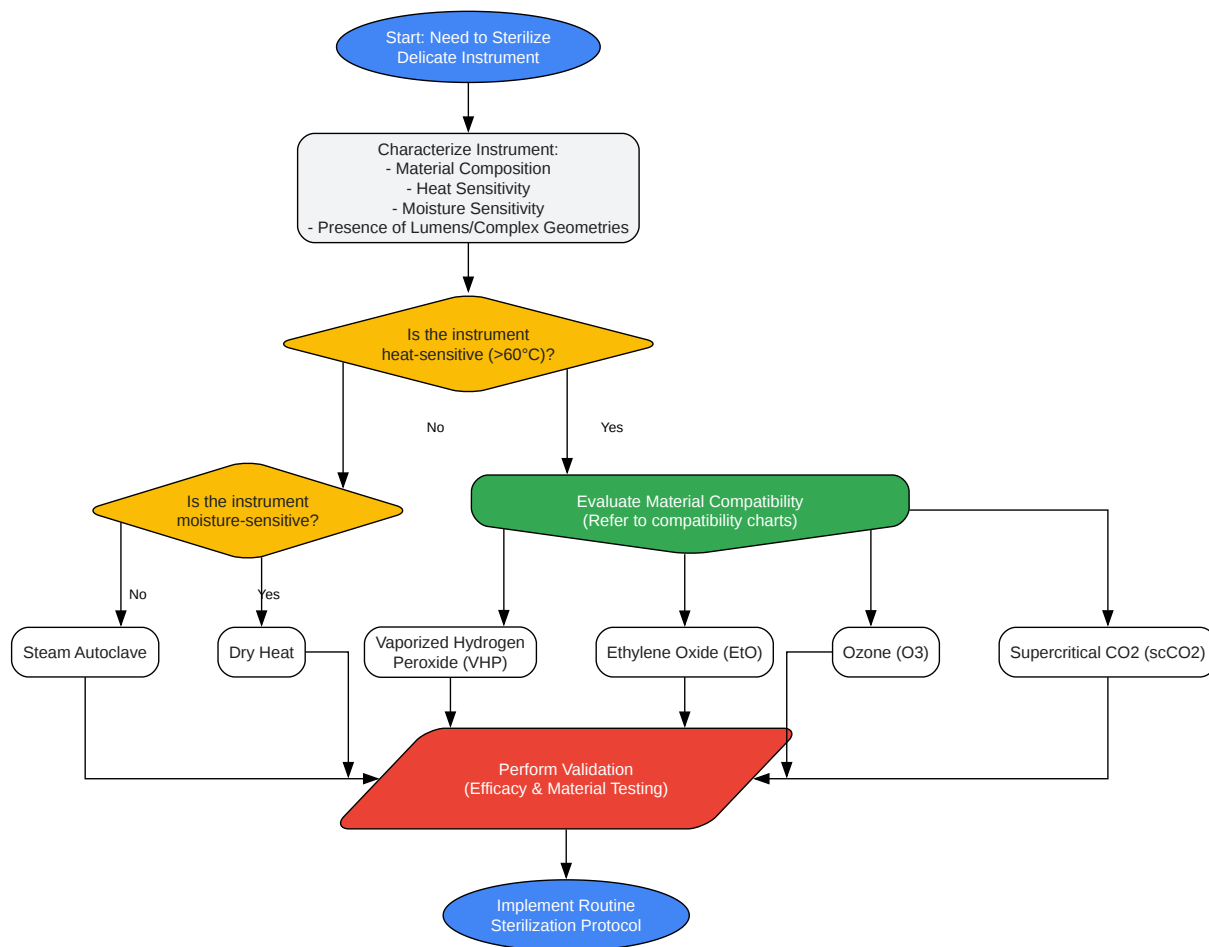 Start: Need to Sterilize
Delicate Instrument
Characterize Instrument:
- Material Composition
- Heat Sensitivity
- Moisture Sensitivity
- Presence of Lumens/Complex Geometries
Is the instrument
heat-sensitive (>60°C)?
No
Yes
Is the instrument
moisture-sensitive?
Evaluate Material Compatibility
(Refer to compatibility charts)
No
Yes
Steam Autoclave
Dry Heat
Vaporized Hydrogen
Peroxide (VHP)
Ethylene Oxide (EtO)
Ozone (O3)
Supercritical CO2 (scCO2)
Perform Validation
(Efficacy & Material Testing)
Implement Routine
Sterilization Protocol